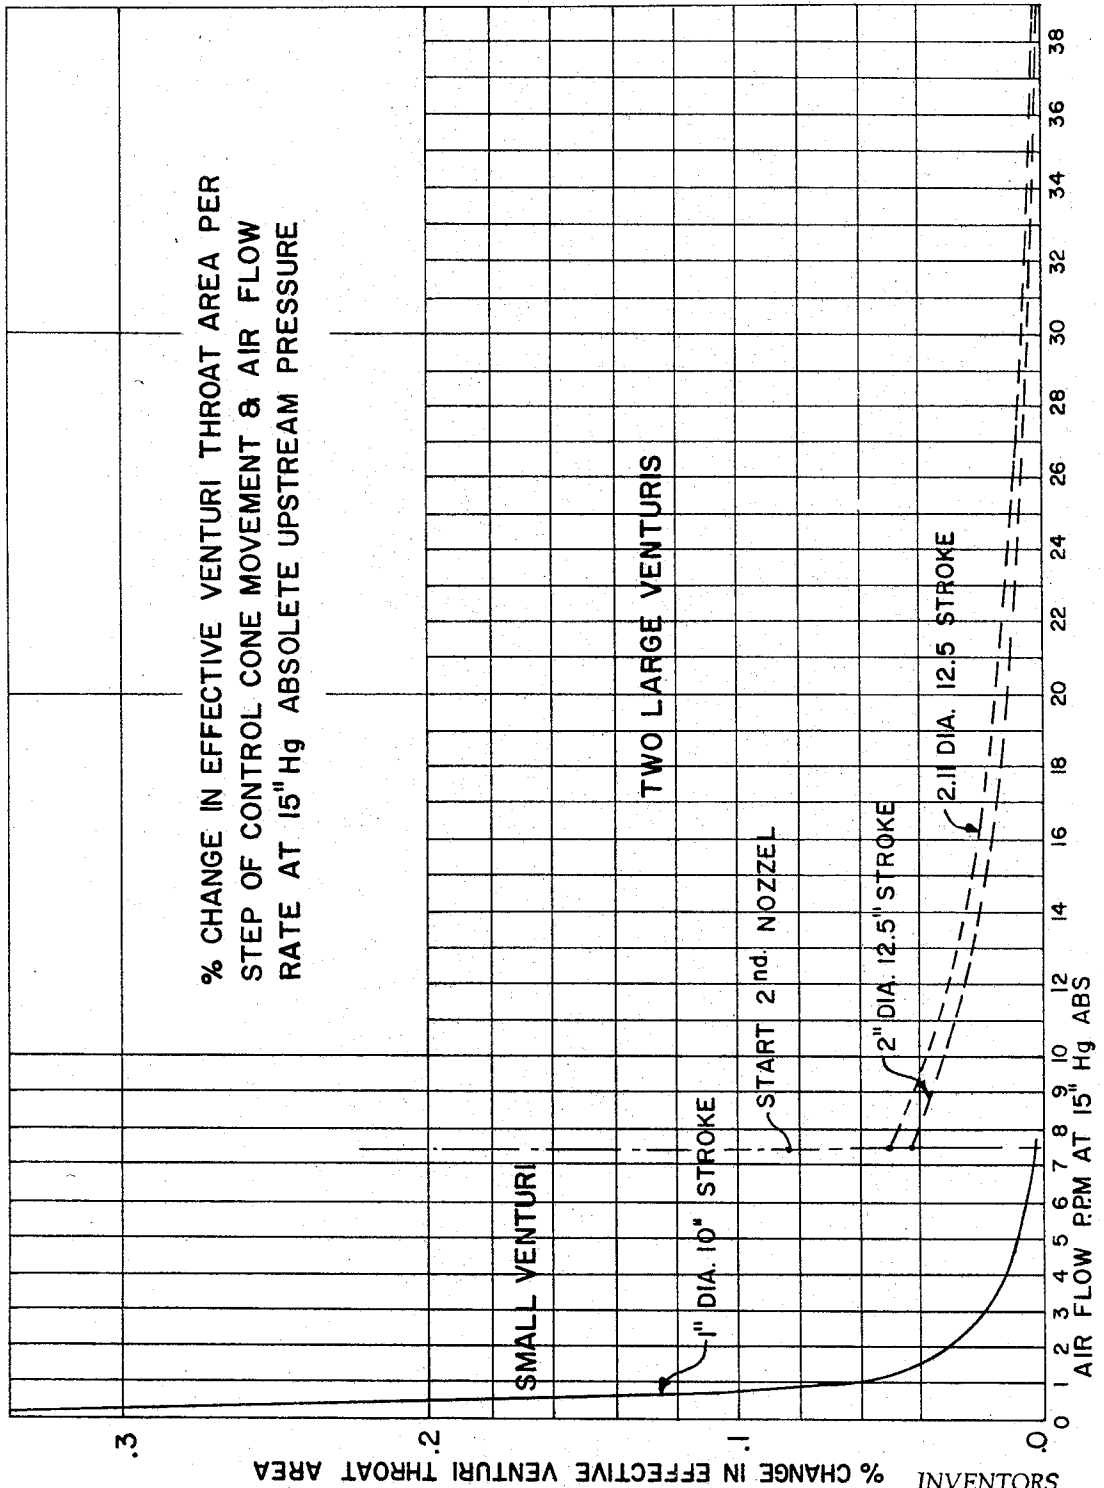 % CHANGE IN EFFECTIVE VENTURI THROAT AREA PER
STEP OF CONTROL CONE MOVEMENT & AIR FLOW
RATE AT 15" Hg ABSOLETE UPSTREAM PRESSURE
TWO LARGE VENTURIS
SMALL VENTURI
START 2nd. NOZZEL
1" DIA. 10" STROKE
2" DIA. 12.5" STROKE
2.11 DIA. 12.5 STROKE
% CHANGE IN EFFECTIVE VENTURI THROAT AREA
.3
.2
.1
.0
0 1 2 3 4 5 6 7 8 9 10 12 14 16 18 20 22 24 26 28 30 32 34 36 38
AIR FLOW P.P.M AT 15" Hg ABS
INVENTORS